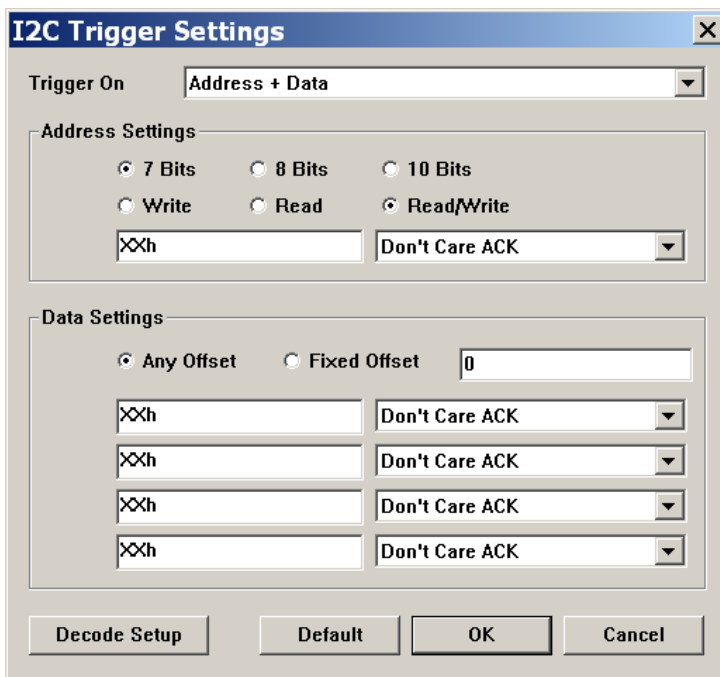 I2C Trigger Settings
Trigger On Address + Data
Address Settings
7 Bits 8 Bits 10 Bits
Write Read Read/Write
XXh Don't Care ACK
Data Settings
Any Offset Fixed Offset 0
XXh Don't Care ACK
XXh Don't Care ACK
XXh Don't Care ACK
XXh Don't Care ACK
Decode Setup Default OK Cancel